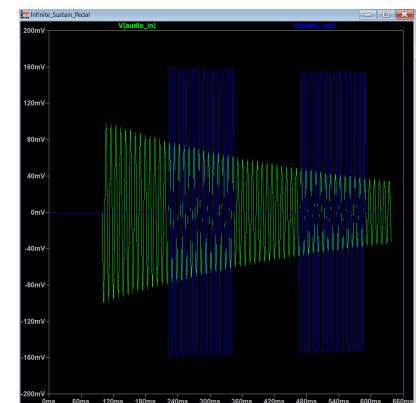 Infinite_Sustain_Pedal
V(audio_in) V(audio_out)
200mV
160mV
120mV
80mV
40mV
0mV
-40mV
-80mV
-120mV
-160mV
-200mV
0ms 60ms 120ms 180ms 240ms 300ms 360ms 420ms 480ms 540ms 600ms 660ms